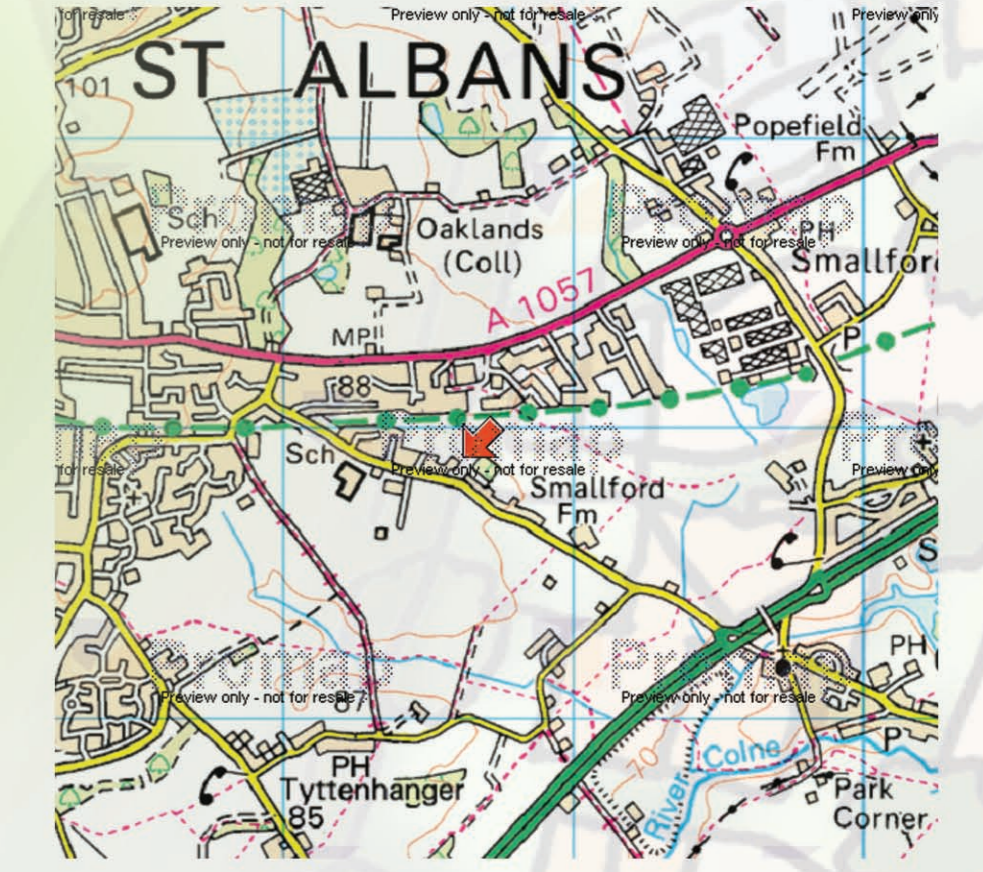 for resale
Preview only - not for resale
Preview only
ST ALBANS
101
Popefield
Fm
Sch
Oaklands
(Coll)
Preview only - not for resale
Preview only - not for resale
PH
Smallfor
A 1057
MP
P
88
Sch
for resale
Preview only - not for resale
Preview only
Smallford
Fm
S
PH
Preview only - not for resale
Preview only - not for resale
P
Colne
70
River
PH
Tyttenhanger
85
Park
Corner